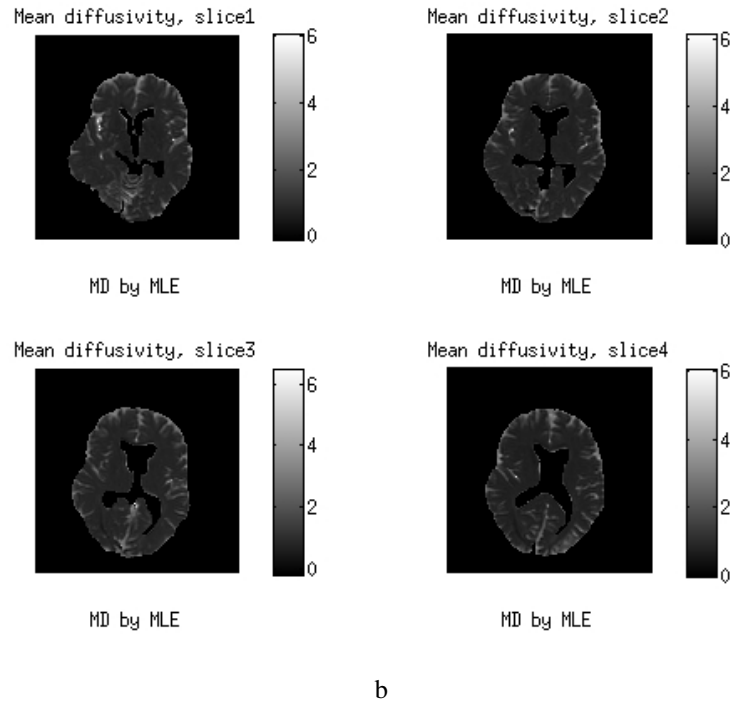 Mean diffusivity, slice1
6
4
2
0
MD by MLE
Mean diffusivity, slice2
6
4
2
0
MD by MLE
Mean diffusivity, slice3
6
4
2
0
MD by MLE
Mean diffusivity, slice4
6
4
2
0
MD by MLE
b